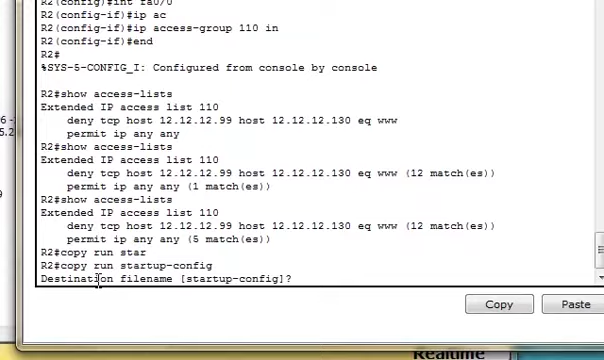 R2(config)#int fa0/0
R2(config-if)#ip ac
R2(config-if)#ip access-group 110 in
R2(config-if)#end
R2#
%SYS-5-CONFIG_I: Configured from console by console
R2#show access-lists
Extended IP access list 110
deny tcp host 12.12.12.99 host 12.12.12.130 eq www
permit ip any any
R2#show access-lists
Extended IP access list 110
deny tcp host 12.12.12.99 host 12.12.12.130 eq www (12 match(es))
permit ip any any (1 match(es))
R2#show access-lists
Extended IP access list 110
deny tcp host 12.12.12.99 host 12.12.12.130 eq www (12 match(es))
permit ip any any (5 match(es))
R2#copy run star
R2#copy run startup-config
Destination filename [startup-config]?
Copy Paste
Realtime